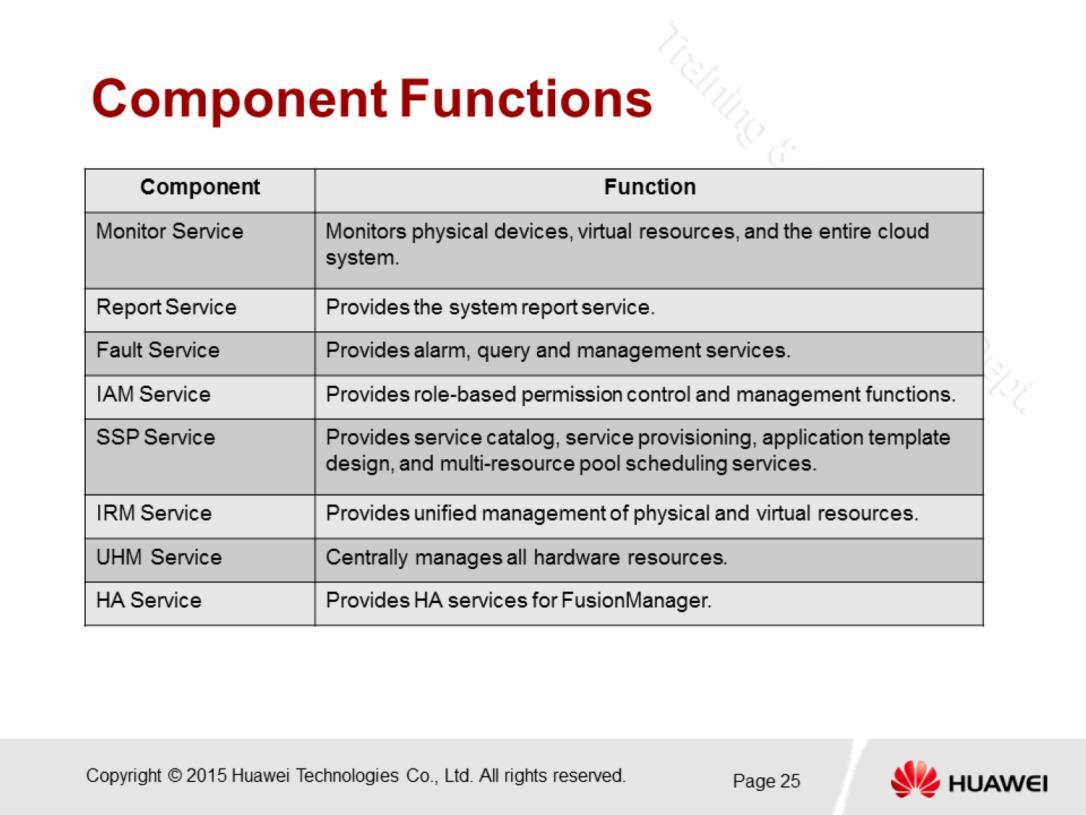 Training &
Component Functions
Component Function
Monitor Service Monitors physical devices, virtual resources, and the entire cloud
system.
Report Service Provides the system report service.
Fault Service Provides alarm, query and management services.
IAM Service Provides role-based permission control and management functions.
SSP Service Provides service catalog, service provisioning, application template
design, and multi-resource pool scheduling services.
IRM Service Provides unified management of physical and virtual resources.
UHM Service Centrally manages all hardware resources.
HA Service Provides HA services for FusionManager.
Copyright © 2015 Huawei Technologies Co., Ltd. All rights reserved.
Page 25
HUAWEI